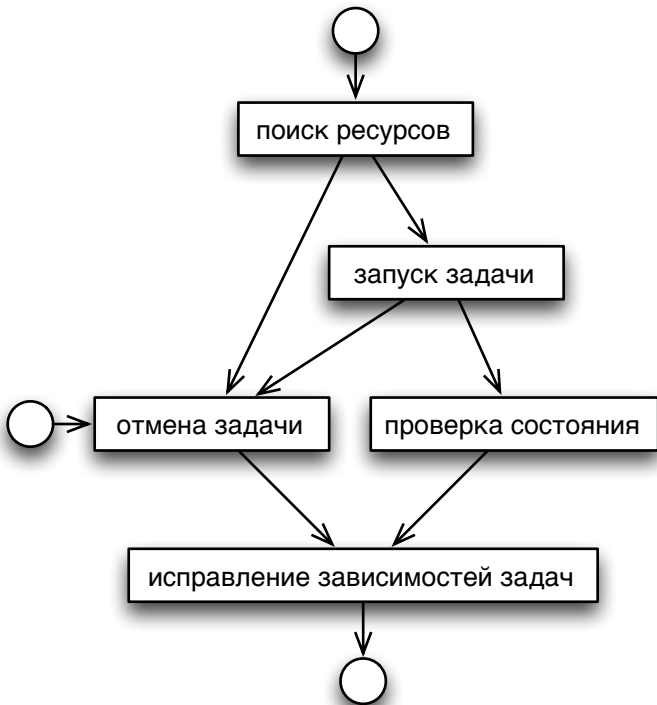 поиск ресурсов
запуск задачи
отмена задачи
проверка состояния
исправление зависимостей задач